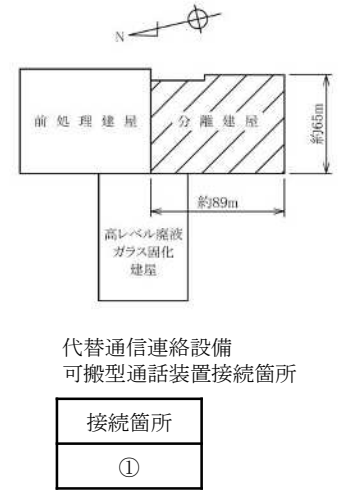 N
前処理建屋
分離建屋
約65m
約89m
高レベル廃液
ガラス固化
建屋
代替通信連絡設備
可搬型通話装置接続箇所
接続箇所
①